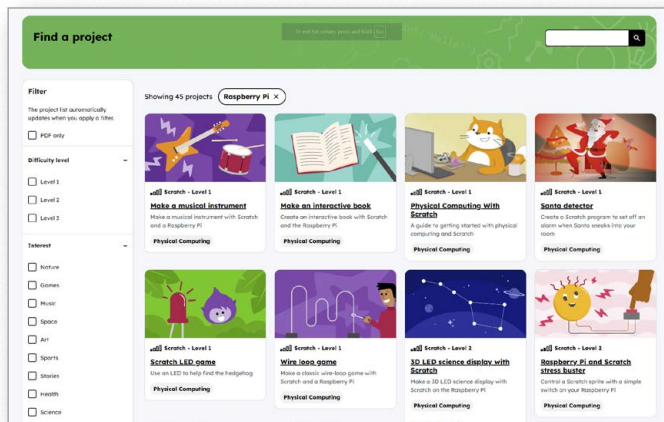 Find a project
To exit full screen, press and hold Esc
Filter
The project list automatically
updates when you apply a filter.
PDF only
Difficulty level
Level 1
Level 2
Level 3
Interest
Nature
Games
Music
Space
Art
Sports
Stories
Health
Science
Showing 45 projects Raspberry Pi ×
Scratch - Level 1
Make a musical instrument
Make a musical instrument with Scratch
and a Raspberry Pi
Physical Computing
Scratch - Level 1
Make an interactive book
Create an interactive book with Scratch
and the Raspberry Pi
Physical Computing
Scratch - Level 1
Physical Computing With
Scratch
A guide to getting started with physical
computing and Scratch
Physical Computing
Scratch - Level 1
Santa detector
Create a Scratch program to set off an
alarm when Santa sneaks into your
room
Physical Computing
Scratch - Level 1
Scratch LED game
Use an LED to help find the hedgehog
Physical Computing
Scratch - Level 1
Wire loop game
Make a classic wire-loop game with
Scratch and a Raspberry Pi
Physical Computing
Scratch - Level 2
3D LED science display with
Scratch
Make a 3D LED science display with
Scratch on the Raspberry Pi
Physical Computing
Scratch - Level 2
Raspberry Pi and Scratch
stress buster
Control a Scratch sprite with a simple
switch on your Raspberry Pi
Physical Computing